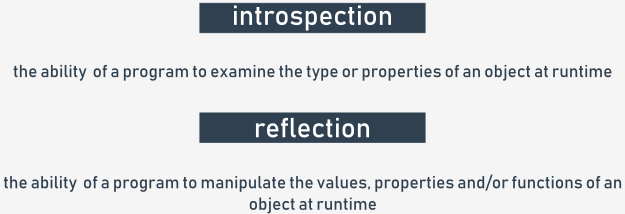 introspection
the ability of a program to examine the type or properties of an object at runtime
reflection
the ability of a program to manipulate the values, properties and/or functions of an
object at runtime